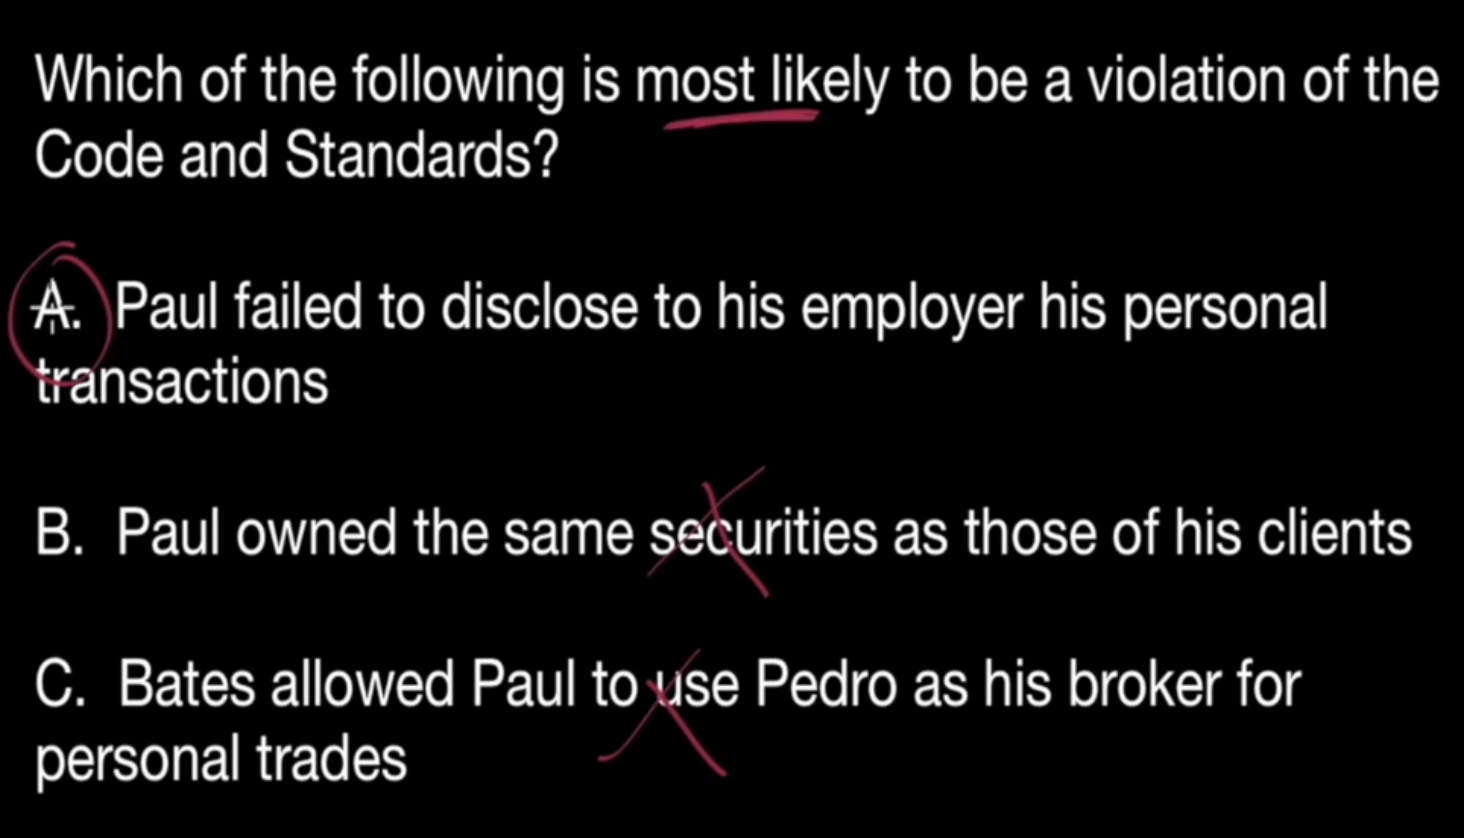 Which of the following is most likely to be a violation of the
Code and Standards?
A. Paul failed to disclose to his employer his personal
transactions
B. Paul owned the same securities as those of his clients
C. Bates allowed Paul to use Pedro as his broker for
personal trades